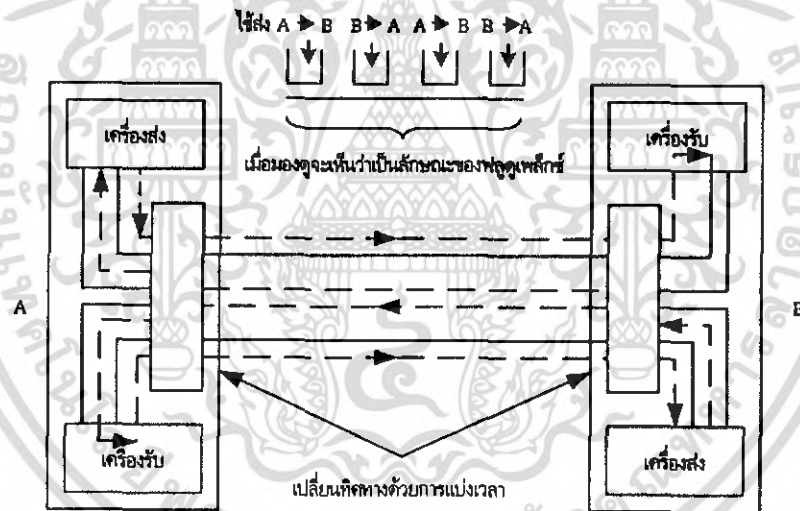 ใช้ส่ง A B B A A B B A
เครื่องส่ง
เครื่องรับ
เมื่อมองดูจะเห็นว่าเป็นลักษณะของฟลูดูเพล็กซ์
A
B
เครื่องรับ
เครื่องส่ง
เปลี่ยนทิศทางด้วยการแบ่งเวลา